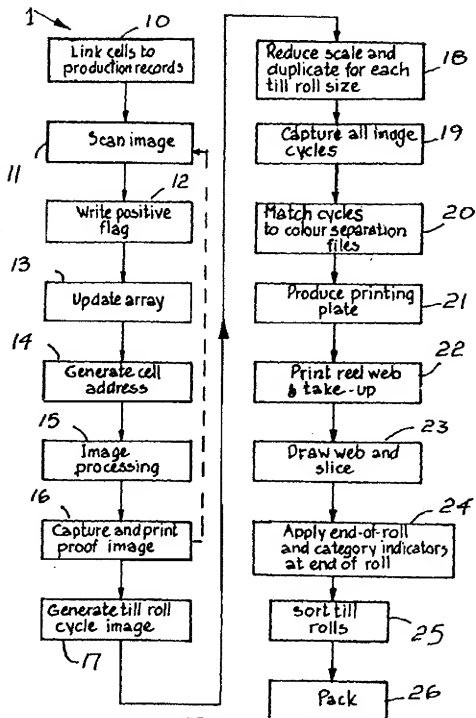 1
10
Link cells to
production records
Scan image
11
12
Write positive
flag
13
Update array
14
Generate cell
address
15
Image
processing
16
Capture and print
proof image
Generate till roll
cycle image
17
Reduce scale and
duplicate for each
till roll size
18
Capture all image
cycles
19
Match cycles
to colour separation
files
20
Produce printing
plate
21
22
Print reel web
& take-up
23
Draw web and
slice
24
Apply end-of-roll
and category indicators
at end of roll
Sort till
rolls
25
Pack
26